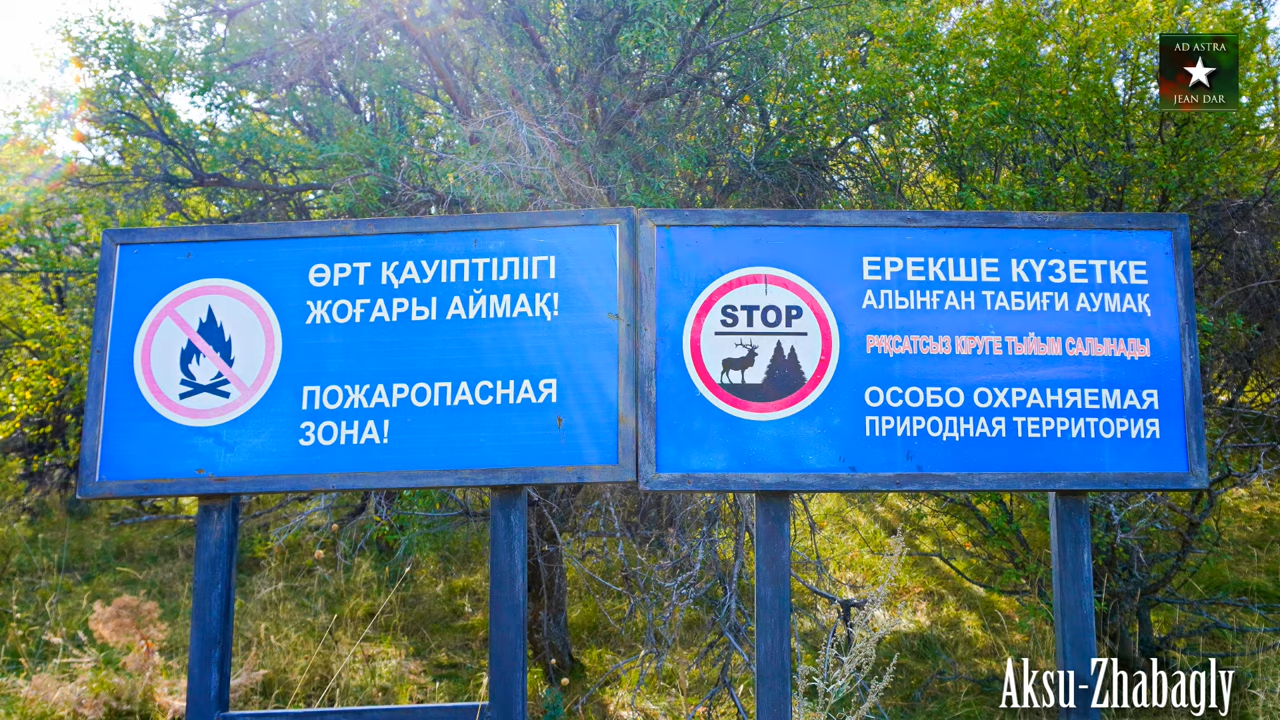 ӨРТ ҚАУІПТІЛІГІ
ЖОҒАРЫ АЙМАҚ!
ПОЖАРОПАСНАЯ
ЗОНА!
STOP
ЕРЕКШЕ КҮЗЕТКЕ
АЛЫНҒАН ТАБИҒИ АУМАҚ
РҰҚСАТСЫЗ КІРУГЕ ТЫЙЫМ САЛЫНАДЫ
ОСОБО ОХРАНЯЕМАЯ
ПРИРОДНАЯ ТЕРРИТОРИЯ
AD ASTRA
JEAN DAR
Aksu-Zhabagly